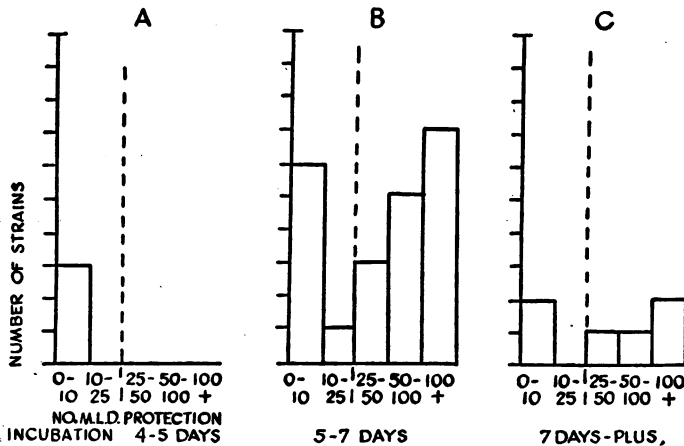 A B C
NUMBER OF STRAINS
0- 10- 25- 50- 100
10 25 50 100 +
0- 10- 25- 50- 100
10 25 50 100 +
0- 10- 25- 50- 100
10 25 50 100 +
NO.M.L.D. PROTECTION
INCUBATION 4-5 DAYS 5-7 DAYS 7 DAYS-PLUS,